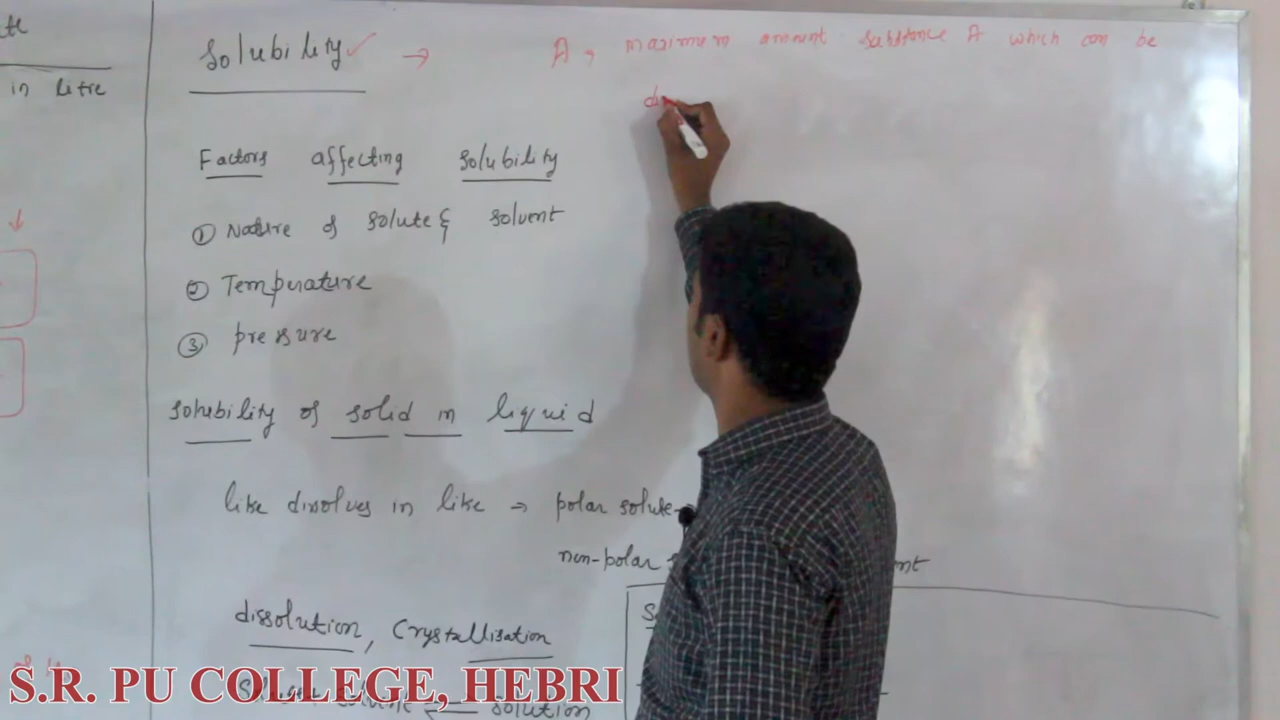 in litre
solubility ✓ → A, maximum amount substance A which can be
Factors affecting solubility
① Nature of solute & solvent
② Temperature
③ pressure
solubility of solid in liquid
like dissolves in like → polar solute
non-polar
dissolution, Crystallisation
solute ⇌ solution
S.R. PU COLLEGE, HEBRI